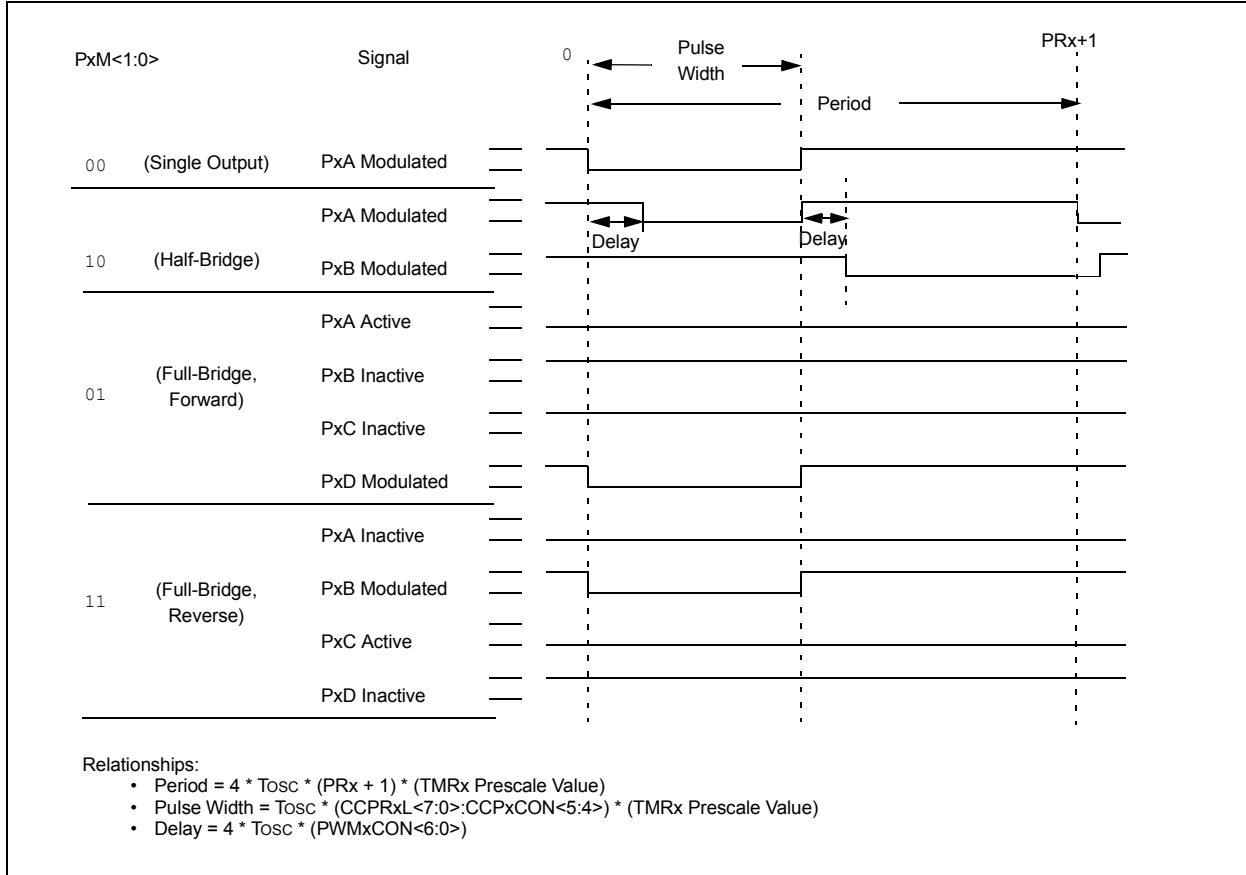 PxM<1:0> Signal 0 Pulse Width PRx+1
Period
00 (Single Output) PxA Modulated
PxA Modulated
Delay Delay
10 (Half-Bridge) PxB Modulated
PxA Active
PxB Inactive
01 (Full-Bridge, Forward)
PxC Inactive
PxD Modulated
PxA Inactive
PxB Modulated
11 (Full-Bridge, Reverse)
PxC Active
PxD Inactive
Relationships:
• Period = 4 * TOSC * (PRx + 1) * (TMRx Prescale Value)
• Pulse Width = TOSC * (CCPRxL<7:0>:CCPxCON<5:4>) * (TMRx Prescale Value)
• Delay = 4 * TOSC * (PWMxCON<6:0>)